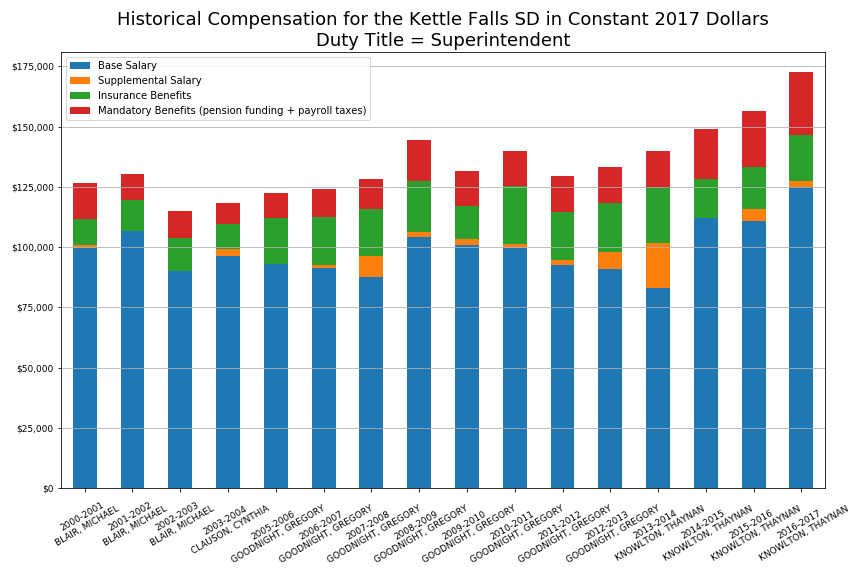 Historical Compensation for the Kettle Falls SD in Constant 2017 Dollars
Duty Title = Superintendent
Base Salary
Supplemental Salary
Insurance Benefits
Mandatory Benefits (pension funding + payroll taxes)
$175,000
$150,000
$125,000
$100,000
$75,000
$50,000
$25,000
$0
2000-2001
BLAIR, MICHAEL
2001-2002
BLAIR, MICHAEL
2002-2003
BLAIR, MICHAEL
2003-2004
CLAUSON, CYNTHIA
2005-2006
GOODNIGHT, GREGORY
2006-2007
GOODNIGHT, GREGORY
2007-2008
GOODNIGHT, GREGORY
2008-2009
GOODNIGHT, GREGORY
2009-2010
GOODNIGHT, GREGORY
2010-2011
GOODNIGHT, GREGORY
2011-2012
GOODNIGHT, GREGORY
2012-2013
GOODNIGHT, GREGORY
2013-2014
KNOWLTON, THAYNAN
2014-2015
KNOWLTON, THAYNAN
2015-2016
KNOWLTON, THAYNAN
2016-2017
KNOWLTON, THAYNAN